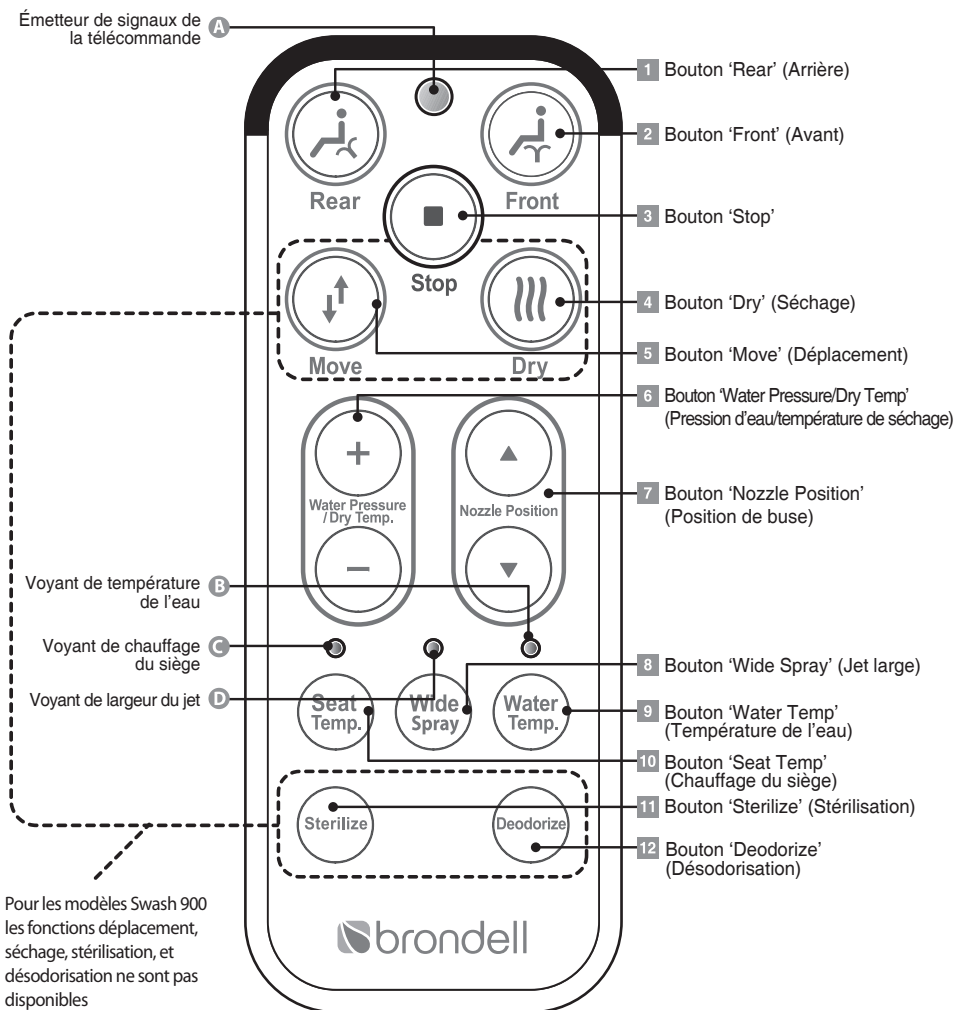 Émetteur de signaux de
la télécommande
A
1 Bouton ‘Rear’ (Arrière)
2 Bouton ‘Front’ (Avant)
Rear
Front
3 Bouton ‘Stop’
Stop
4 Bouton ‘Dry’ (Séchage)
5 Bouton ‘Move’ (Déplacement)
Move
Dry
6 Bouton ‘Water Pressure/Dry Temp’
(Pression d’eau/température de séchage)
+
Water Pressure
/Dry Temp.
−
Nozzle Position
7 Bouton ‘Nozzle Position’
(Position de buse)
Voyant de température
de l’eau
B
Voyant de chauffage
du siège
C
Voyant de largeur du jet D
8 Bouton ‘Wide Spray’ (Jet large)
Seat
Temp.
Wide
Spray
Water
Temp.
9 Bouton ‘Water Temp’
(Température de l’eau)
10 Bouton ‘Seat Temp’
(Chauffage du siège)
11 Bouton ‘Sterilize’ (Stérilisation)
Sterilize
Deodorize
12 Bouton ‘Deodorize’
(Désodorisation)
Pour les modèles Swash 900
les fonctions déplacement,
séchage, stérilisation, et
désodorisation ne sont pas
disponibles
brondell